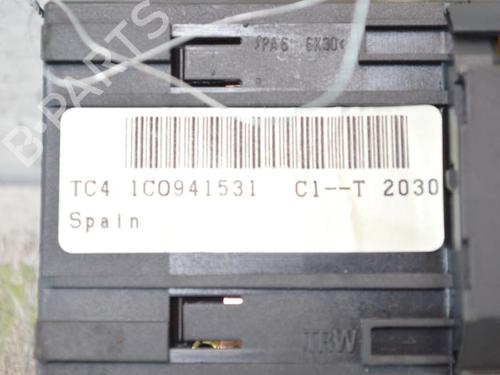 B-PARTS
>PA6 GK30<
TC4 1C0941531 C1--T 2030
Spain
TRW